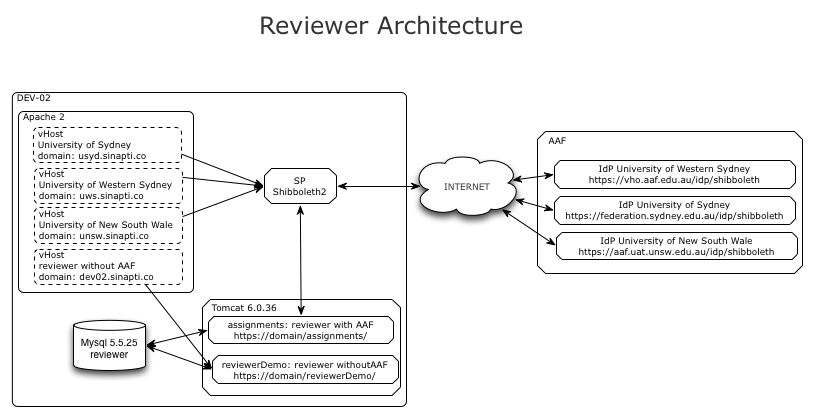 Reviewer Architecture
DEV-02
Apache 2
vHost
University of Sydney
domain: usyd.sinapti.co
vHost
University of Western Sydney
domain: uws.sinapti.co
vHost
University of New South Wale
domain: unsw.sinapti.co
vHost
reviewer without AAF
domain: dev02.sinapti.co
SP
Shibboleth2
INTERNET
AAF
IdP University of Western Sydney
https://vho.aaf.edu.au/idp/shibboleth
IdP University of Sydney
https://federation.sydney.edu.au/idp/shibboleth
IdP University of New South Wale
https://aaf.uat.unsw.edu.au/idp/shibboleth
Tomcat 6.0.36
assignments: reviewer with AAF
https://domain/assignments/
reviewerDemo: reviewer withoutAAF
https://domain/reviewerDemo/
Mysql 5.5.25
reviewer